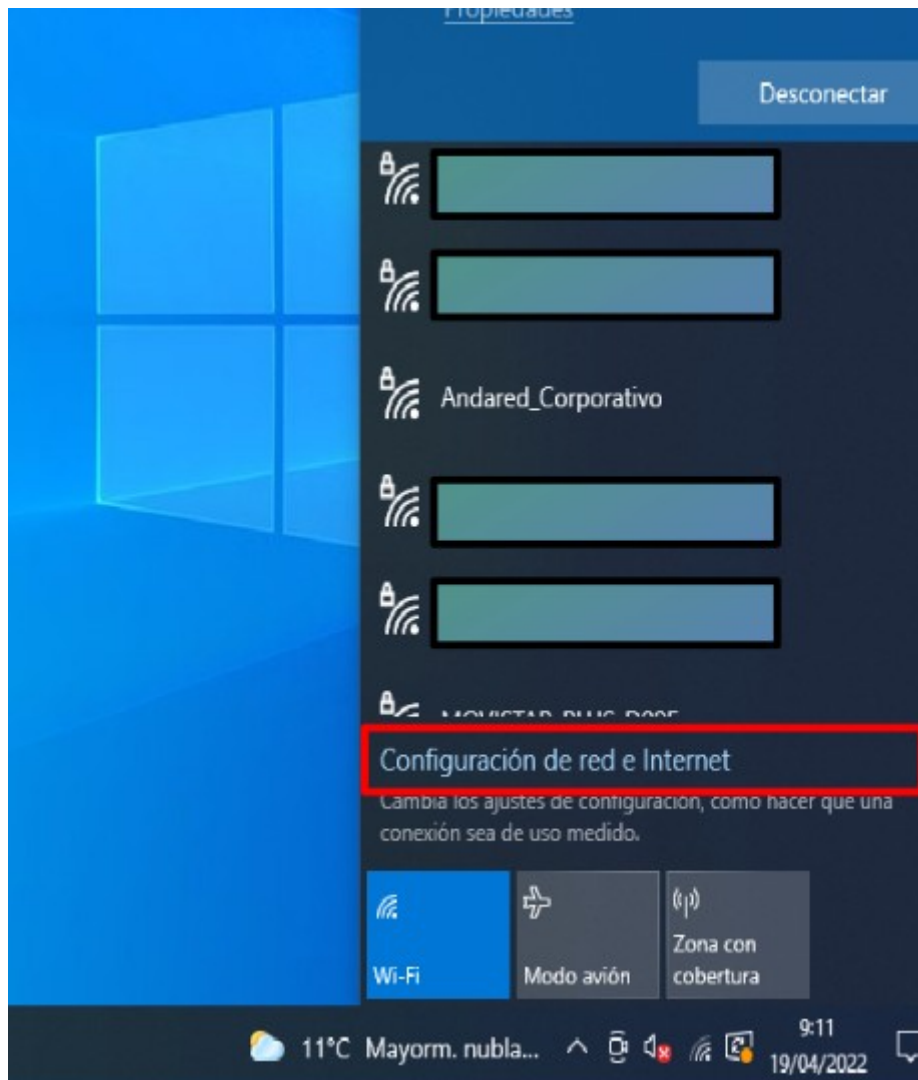 Propiedades
Desconectar
Andared_Corporativo
Configuración de red e Internet
Cambia los ajustes de configuración, como hacer que una
conexión sea de uso medido.
Wi-Fi
Modo avión
Zona con
cobertura
11°C Mayorm. nubla...
9:11
19/04/2022